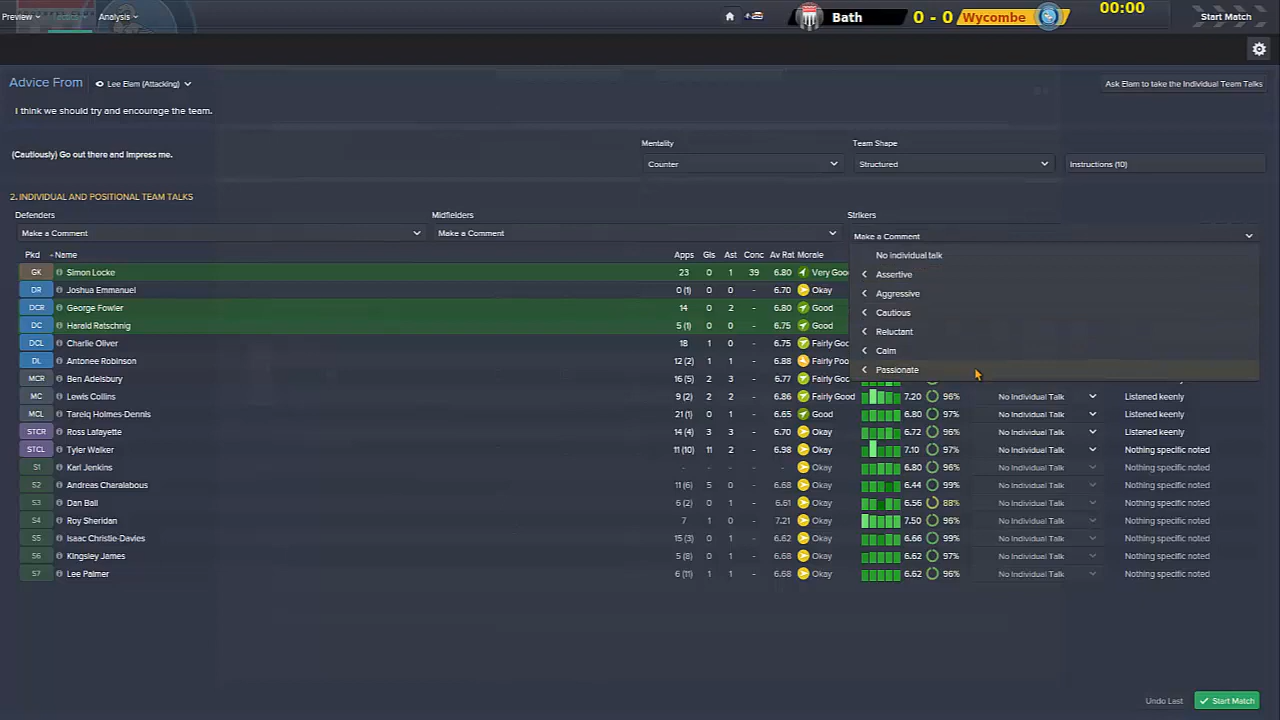 Preview Tactics Analysis Bath 0 - 0 Wycombe 00:00 Start Match
Advice From Lee Elam (Attacking) Ask Elam to take the Individual Team Talks
I think we should try and encourage the team.
Mentality Team Shape
(Cautiously) Go out there and Impress me.
Counter Structured Instructions (10)
2. INDIVIDUAL AND POSITIONAL TEAM TALKS
Defenders Midfielders Strikers
Make a Comment Make a Comment Make a Comment
Pkd Name Apps Gls Ast Conc Av Rat Morale
No individual talk
Assertive
Aggressive
Cautious
Reluctant
Calm
Passionate
GK Simon Locke 23 0 1 39 6.80 Very Good
DR Joshua Emmanuel 0 (1) 0 0 - 6.70 Okay
DCR George Fowler 14 0 2 - 6.80 Good
DC Harald Ratschnig 5 (1) 0 0 - 6.75 Good
DCL Charlie Oliver 18 1 0 - 6.75 Fairly Good
DL Antonee Robinson 12 (2) 1 1 - 6.88 Fairly Poo
MCR Ben Adelsbury 16 (5) 2 3 - 6.77 Fairly Good
MC Lewis Collins 9 (2) 2 2 - 6.86 Fairly Good 7.20 96% No Individual Talk Listened keenly
MCL Tareiq Holmes-Dennis 21 (1) 0 1 - 6.65 Good 6.80 97% No Individual Talk Listened keenly
STCR Ross Lafayette 14 (4) 3 3 - 6.70 Okay 6.72 96% No Individual Talk Listened keenly
STCL Tyler Walker 11 (10) 11 2 - 6.98 Okay 7.10 97% No Individual Talk Nothing specific noted
S1 Karl Jenkins - - - - - Okay 6.80 96% No Individual Talk Nothing specific noted
S2 Andreas Charalabous 11 (6) 5 0 - 6.68 Okay 6.44 99% No Individual Talk Nothing specific noted
S3 Dan Ball 6 (2) 0 1 - 6.61 Okay 6.56 88% No Individual Talk Nothing specific noted
S4 Roy Sheridan 7 1 0 - 7.21 Okay 7.50 96% No Individual Talk Nothing specific noted
S5 Isaac Christie-Davies 15 (3) 0 1 - 6.62 Okay 6.66 99% No Individual Talk Nothing specific noted
S6 Kingsley James 5 (8) 0 1 - 6.68 Okay 6.62 97% No Individual Talk Nothing specific noted
S7 Lee Palmer 6 (11) 1 1 - 6.68 Okay 6.62 96% No Individual Talk Nothing specific noted
Undo Last Start Match